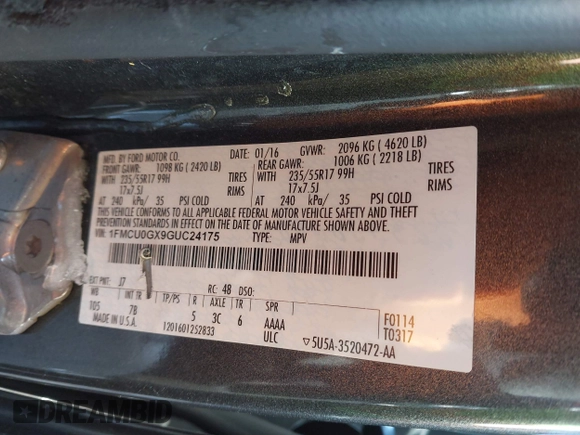 MFD. BY FORD MOTOR CO.
DATE: 01/16 GVWR: 2096 KG ( 4620 LB)
FRONT GAWR: 1098 KG ( 2420 LB)
REAR GAWR: 1006 KG ( 2218 LB)
WITH 235/55R17 99H TIRES
WITH 235/55R17 99H TIRES
17x7.5J RIMS
17x7.5J RIMS
AT 240 kPa/ 35 PSI COLD
AT 240 kPa/ 35 PSI COLD
THIS VEHICLE CONFORMS TO ALL APPLICABLE FEDERAL MOTOR VEHICLE SAFETY AND THEFT
PREVENTION STANDARDS IN EFFECT ON THE DATE OF MANUFACTURE SHOWN ABOVE.
VIN: 1FMCU0GX9GUC24175 TYPE: MPV
EXT PNT: J7 RC: 48 DSO:
WB INT TR TP/PS R AXLE TR SPR
105 7B 5 3C 6 AAAA F0114
MADE IN U.S.A. 1201601252833 ULC T0317
▽5U5A-3520472-AA
DREAMBID